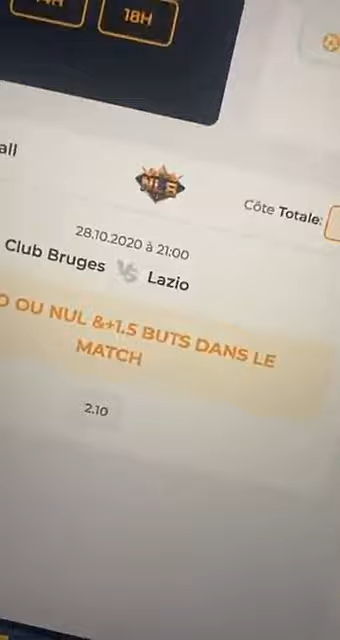 18H
all
Côte Totale:
28.10.2020 à 21:00
Club Bruges VS Lazio
OU NUL &+1.5 BUTS DANS LE
MATCH
2.10